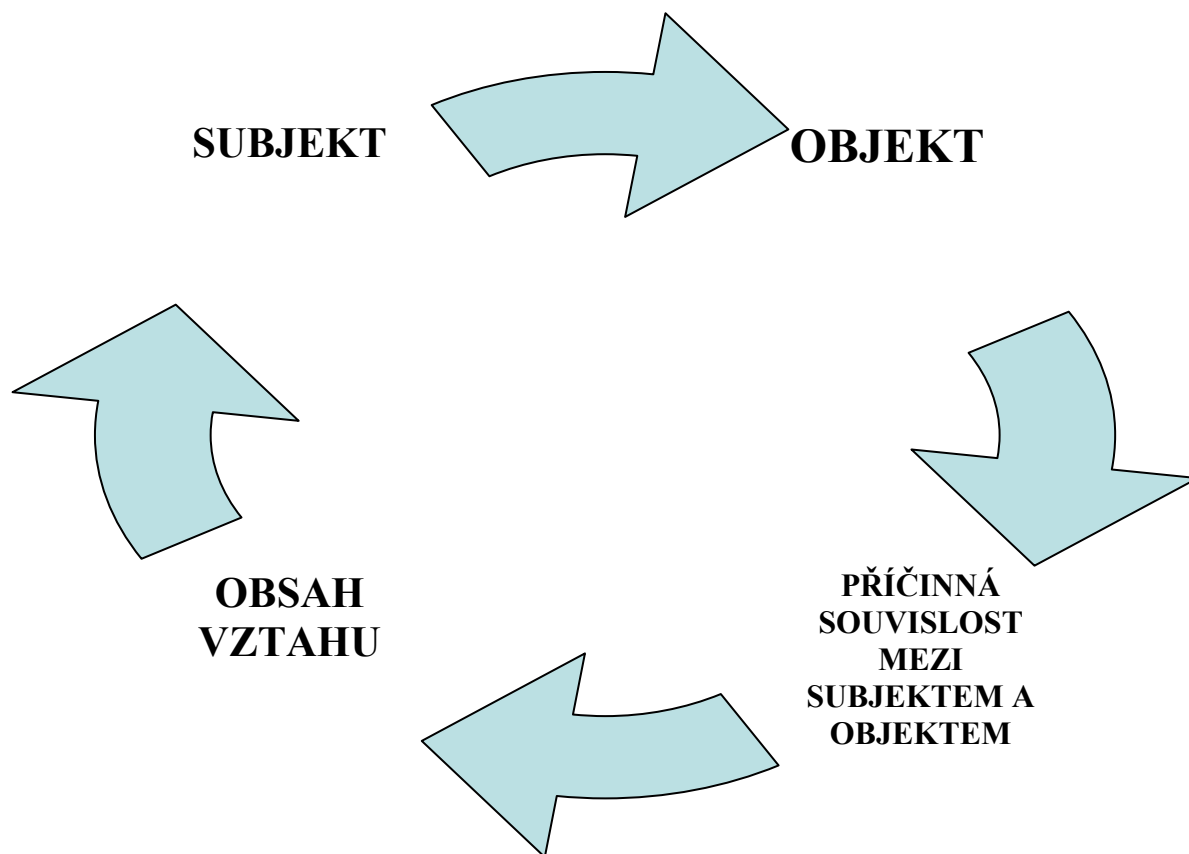 SUBJEKT
OBJEKT
PŘÍČINNÁ
SOUVISLOST
MEZI
SUBJEKTEM A
OBJEKTEM
OBSAH
VZTAHU